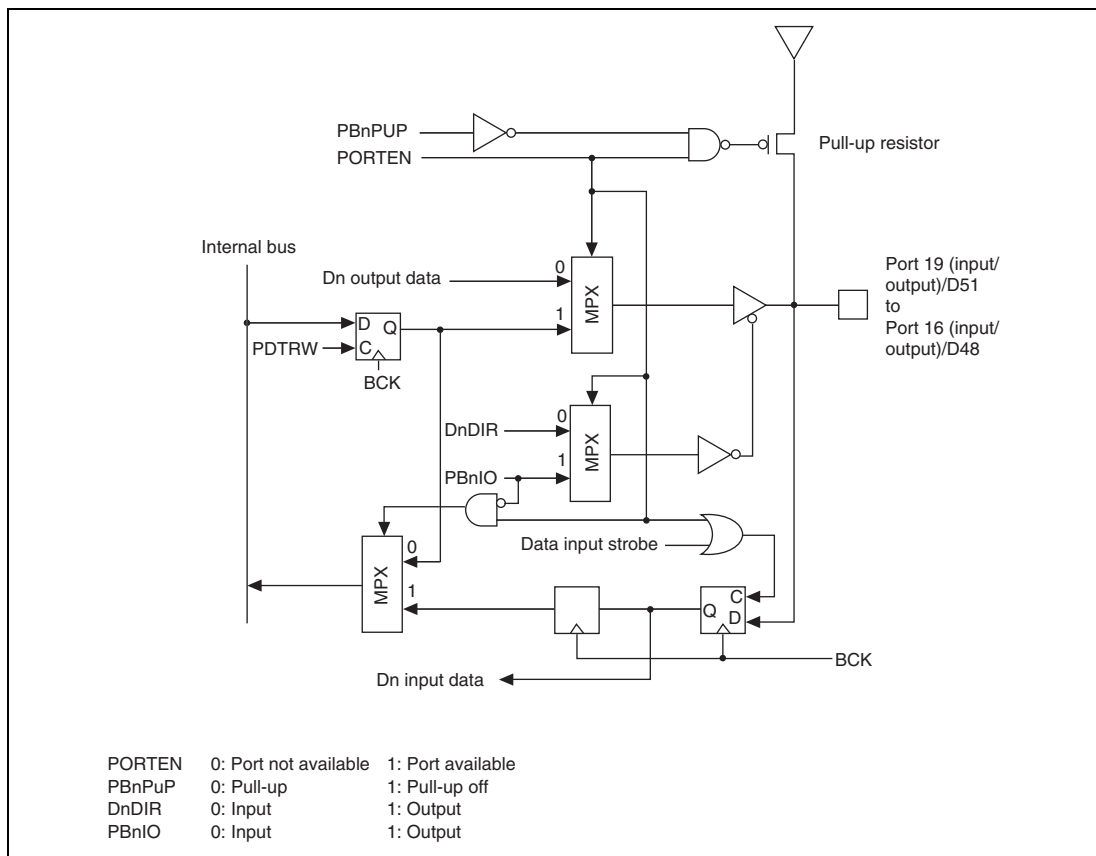 PBnPUP
PORTEN
Pull-up resistor
Internal bus
Dn output data
0
1
MPX
Port 19 (input/
output)/D51
to
Port 16 (input/
output)/D48
D Q
PDTRW
C
BCK
DnDIR
0
PBnIO
1
MPX
Data input strobe
0
1
MPX
C
Q
D
BCK
Dn input data
PORTEN 0: Port not available 1: Port available
PBnPuP 0: Pull-up 1: Pull-up off
DnDIR 0: Input 1: Output
PBnIO 0: Input 1: Output